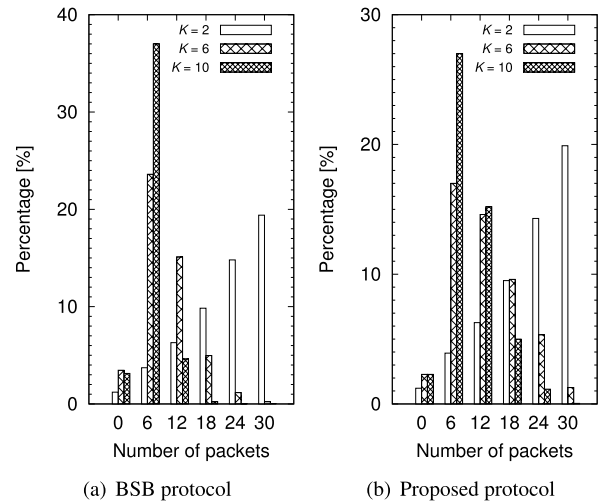 40
30
20
10
0
Percentage [%]
K = 2
K = 6
K = 10
0 6 12 18 24 30
Number of packets
(a) BSB protocol
30
20
10
0
Percentage [%]
K = 2
K = 6
K = 10
0 6 12 18 24 30
Number of packets
(b) Proposed protocol